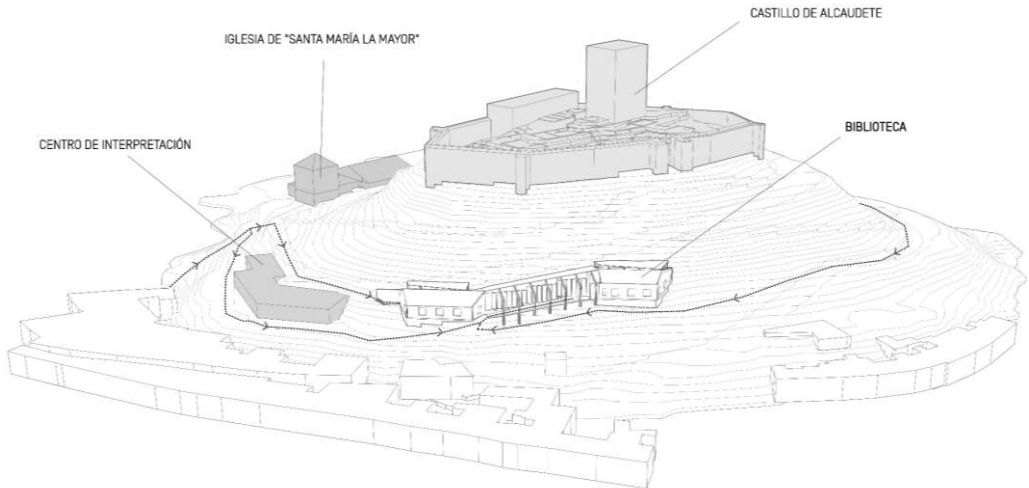 CASTILLO DE ALCAUDETE
IGLESIA DE "SANTA MARÍA LA MAYOR"
BIBLIOTECA
CENTRO DE INTERPRETACIÓN